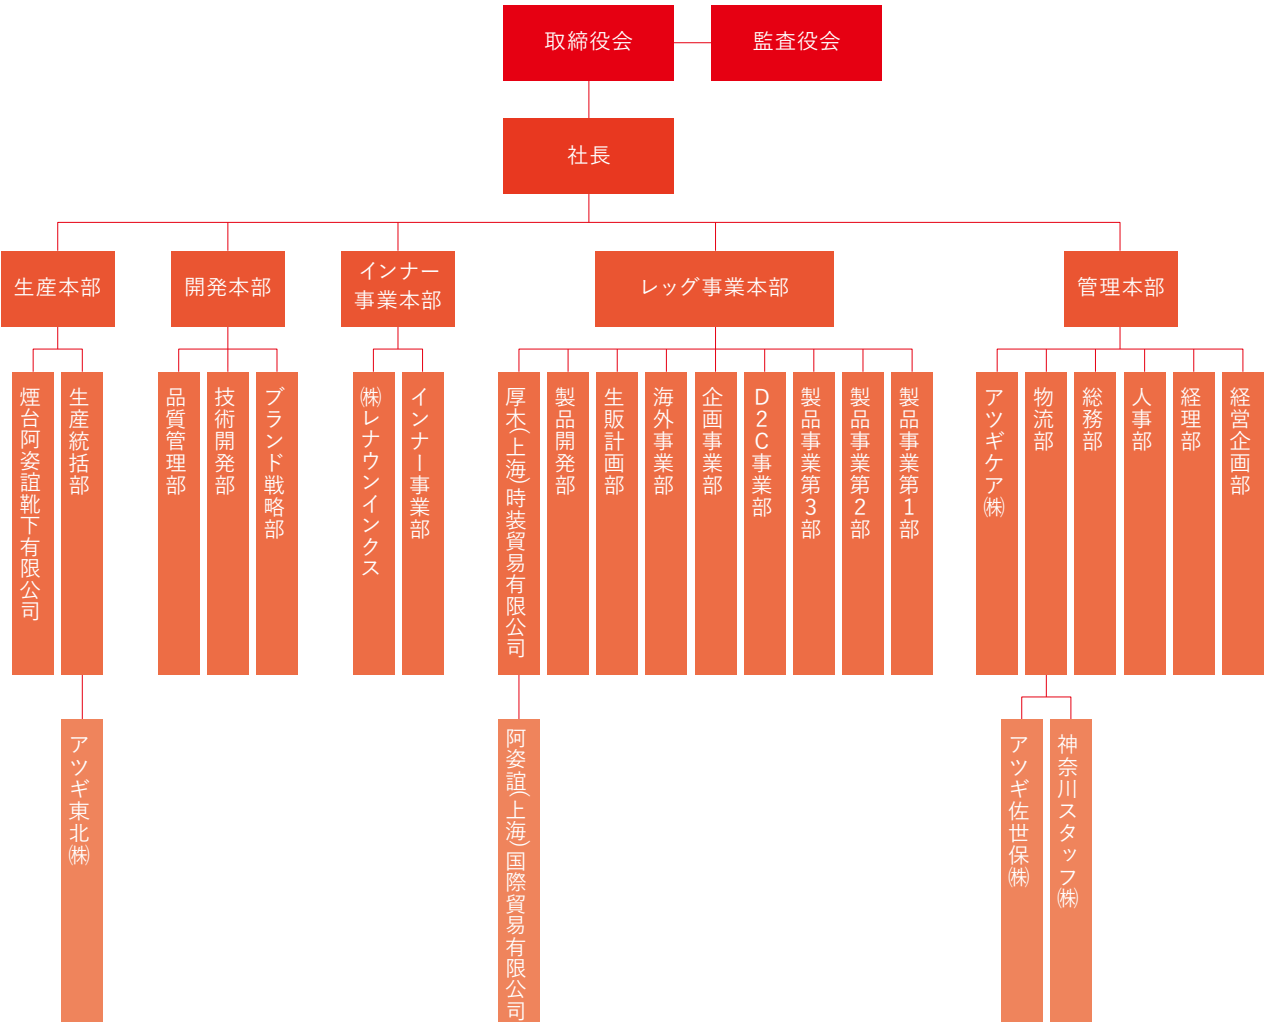 取締役会
監査役会
社長
生産本部
開発本部
インナー
事業本部
レッグ事業本部
管理本部
煙台阿姿誼靴下有限公司
生産統括部
品質管理部
技術開発部
ブランド戦略部
㈱レナウンインクス
インナー事業部
厚木(上海)時装貿易有限公司
製品開発部
生販計画部
海外事業部
企画事業部
D2C事業部
製品事業第3部
製品事業第2部
製品事業第1部
アツギケア㈱
物流部
総務部
人事部
経理部
経営企画部
アツギ東北㈱
阿姿誼(上海)国際貿易有限公司
アツギ佐世保㈱
神奈川スタッフ㈱